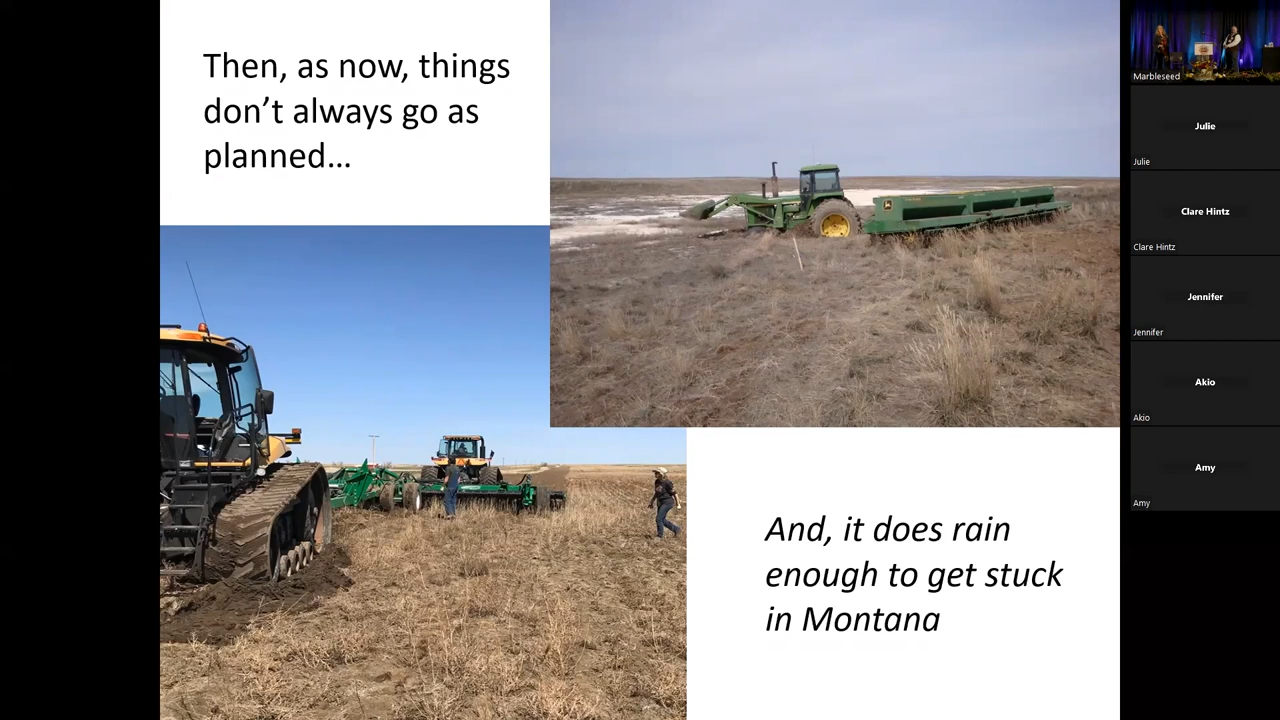 Then, as now, things
don’t always go as
planned…
And, it does rain
enough to get stuck
in Montana
Marbleseed
Julie
Julie
Clare Hintz
Clare Hintz
Jennifer
Jennifer
Akio
Akio
Amy
Amy